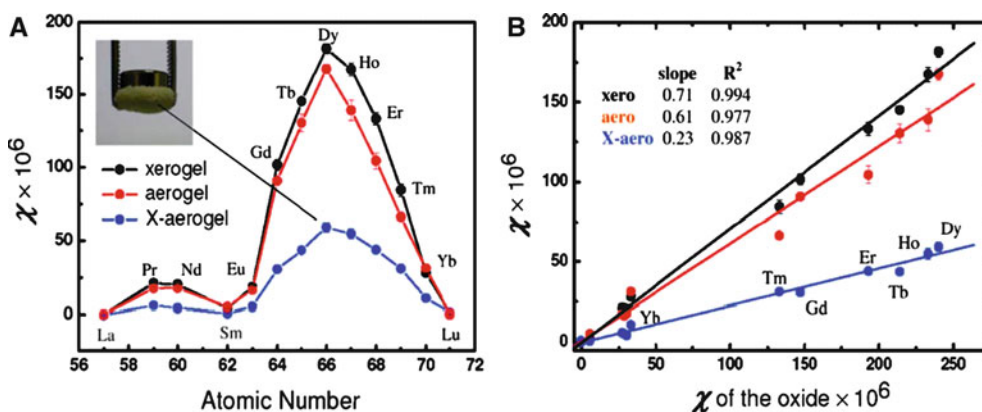 A
200
150
100
50
0
χ × 10⁶
Dy
Ho
Tb
Er
Gd
Tm
xerogel
aerogel
X-aerogel
Pr
Nd
Eu
Yb
La
Sm
Lu
56 58 60 62 64 66 68 70 72
Atomic Number
B
200
150
100
50
0
χ × 10⁶
slope R²
xero 0.71 0.994
aero 0.61 0.977
X-aero 0.23 0.987
Dy
Ho
Er
Tb
Tm
Gd
Yb
0 50 100 150 200 250
χ of the oxide × 10⁶